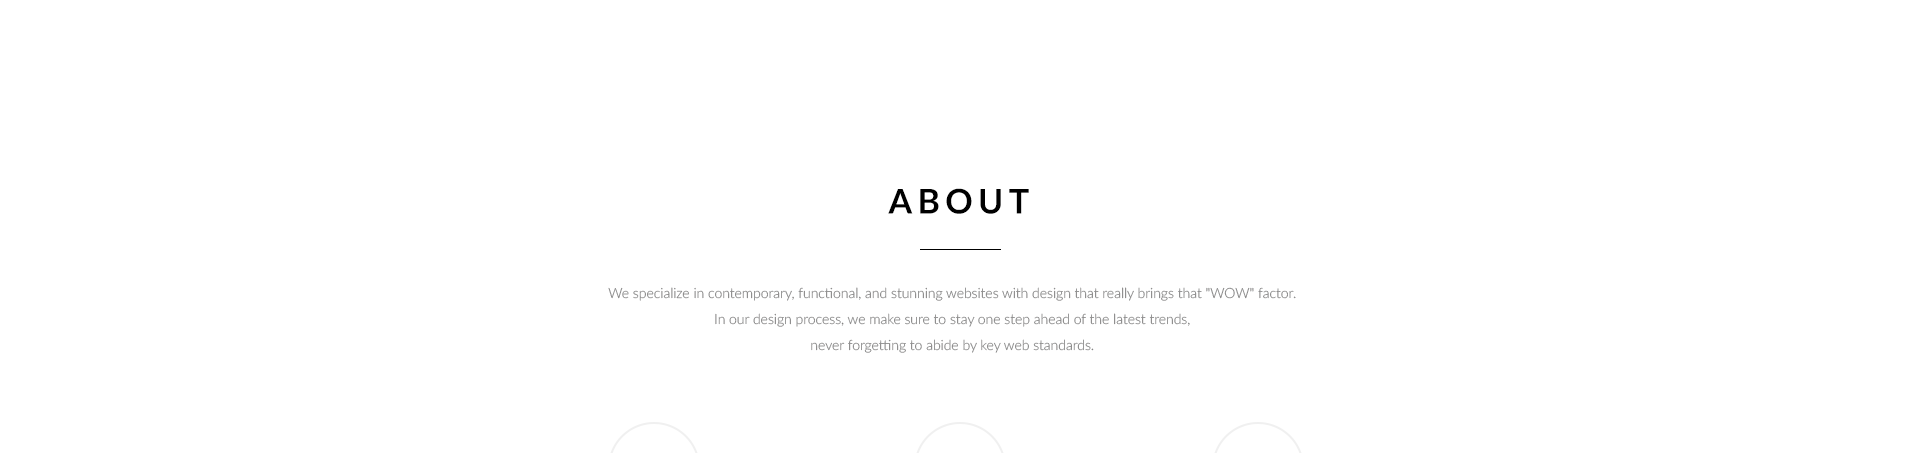 ABOUT
We specialize in contemporary, functional, and stunning websites with design that really brings that "WOW" factor.
In our design process, we make sure to stay one step ahead of the latest trends,
never forgetting to abide by key web standards.